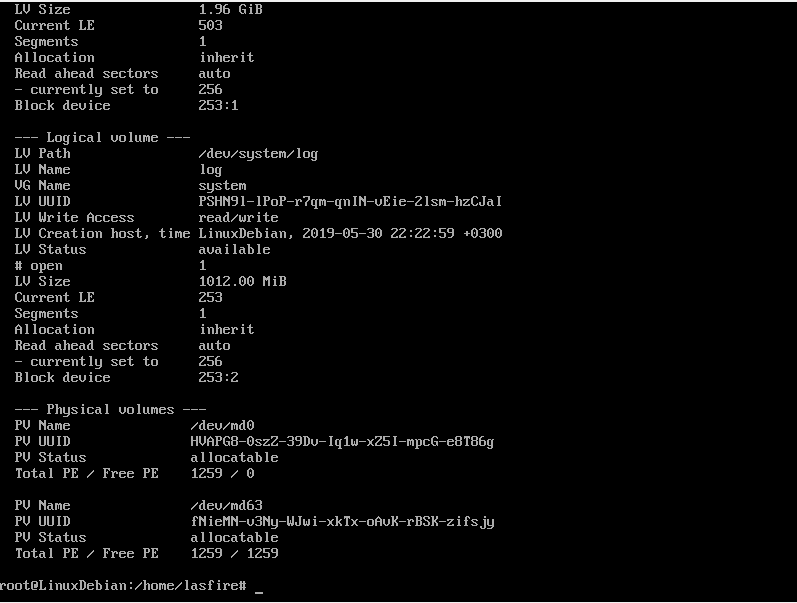 LV Size                1.96 GiB
Current LE             503
Segments               1
Allocation             inherit
Read ahead sectors     auto
- currently set to     256
Block device           253:1
--- Logical volume ---
LV Path                /dev/system/log
LV Name                log
VG Name                system
LV UUID                PSHN9l-lPoP-r7qm-qnIN-vEie-2lsm-hzCJaI
LV Write Access        read/write
LV Creation host, time LinuxDebian, 2019-05-30 22:22:59 +0300
LV Status              available
# open                 1
LV Size                1012.00 MiB
Current LE             253
Segments               1
Allocation             inherit
Read ahead sectors     auto
- currently set to     256
Block device           253:2
--- Physical volumes ---
PV Name               /dev/md0
PV UUID               HVAPG8-0szZ-39Dv-Iq1w-xZ5I-mpcG-e8T86g
PV Status             allocatable
Total PE / Free PE    1259 / 0
PV Name               /dev/md63
PV UUID               fNieMN-v3Ny-WJwi-xkTx-oAvK-rBSK-zifsjy
PV Status             allocatable
Total PE / Free PE    1259 / 1259
root@LinuxDebian:/home/lasfire# _